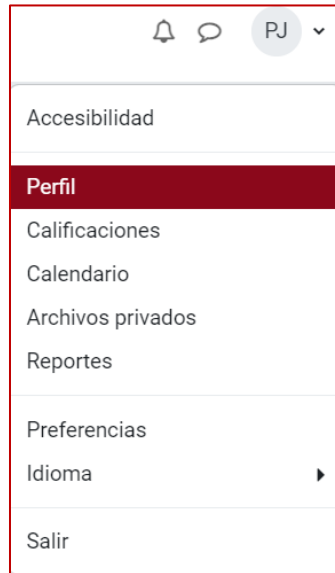 PJ
Accesibilidad
Perfil
Calificaciones
Calendario
Archivos privados
Reportes
Preferencias
Idioma
Salir